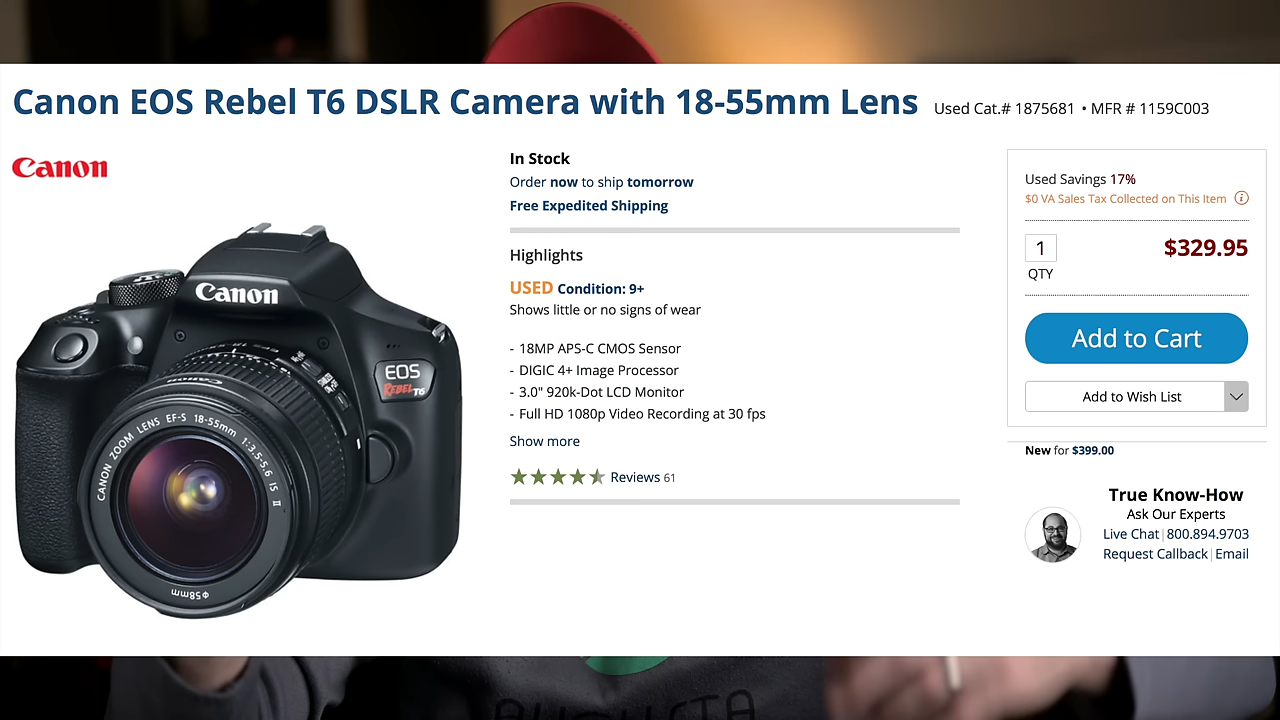 Canon EOS Rebel T6 DSLR Camera with 18-55mm Lens Used Cat.# 1875681 • MFR # 1159C003
Canon
In Stock
Order now to ship tomorrow
Free Expedited Shipping
Highlights
USED Condition: 9+
Shows little or no signs of wear
- 18MP APS-C CMOS Sensor
- DIGIC 4+ Image Processor
- 3.0" 920k-Dot LCD Monitor
- Full HD 1080p Video Recording at 30 fps
Show more
Reviews 61
Used Savings 17%
$0 VA Sales Tax Collected on This Item
1
$329.95
QTY
Add to Cart
Add to Wish List
New for $399.00
True Know-How
Ask Our Experts
Live Chat | 800.894.9703
Request Callback | Email
Canon
EOS
REBEL T6
Canon
CANON ZOOM LENS EF-S 18-55mm 1:3.5-5.6 IS II
Φ58mm
AUGUSTA